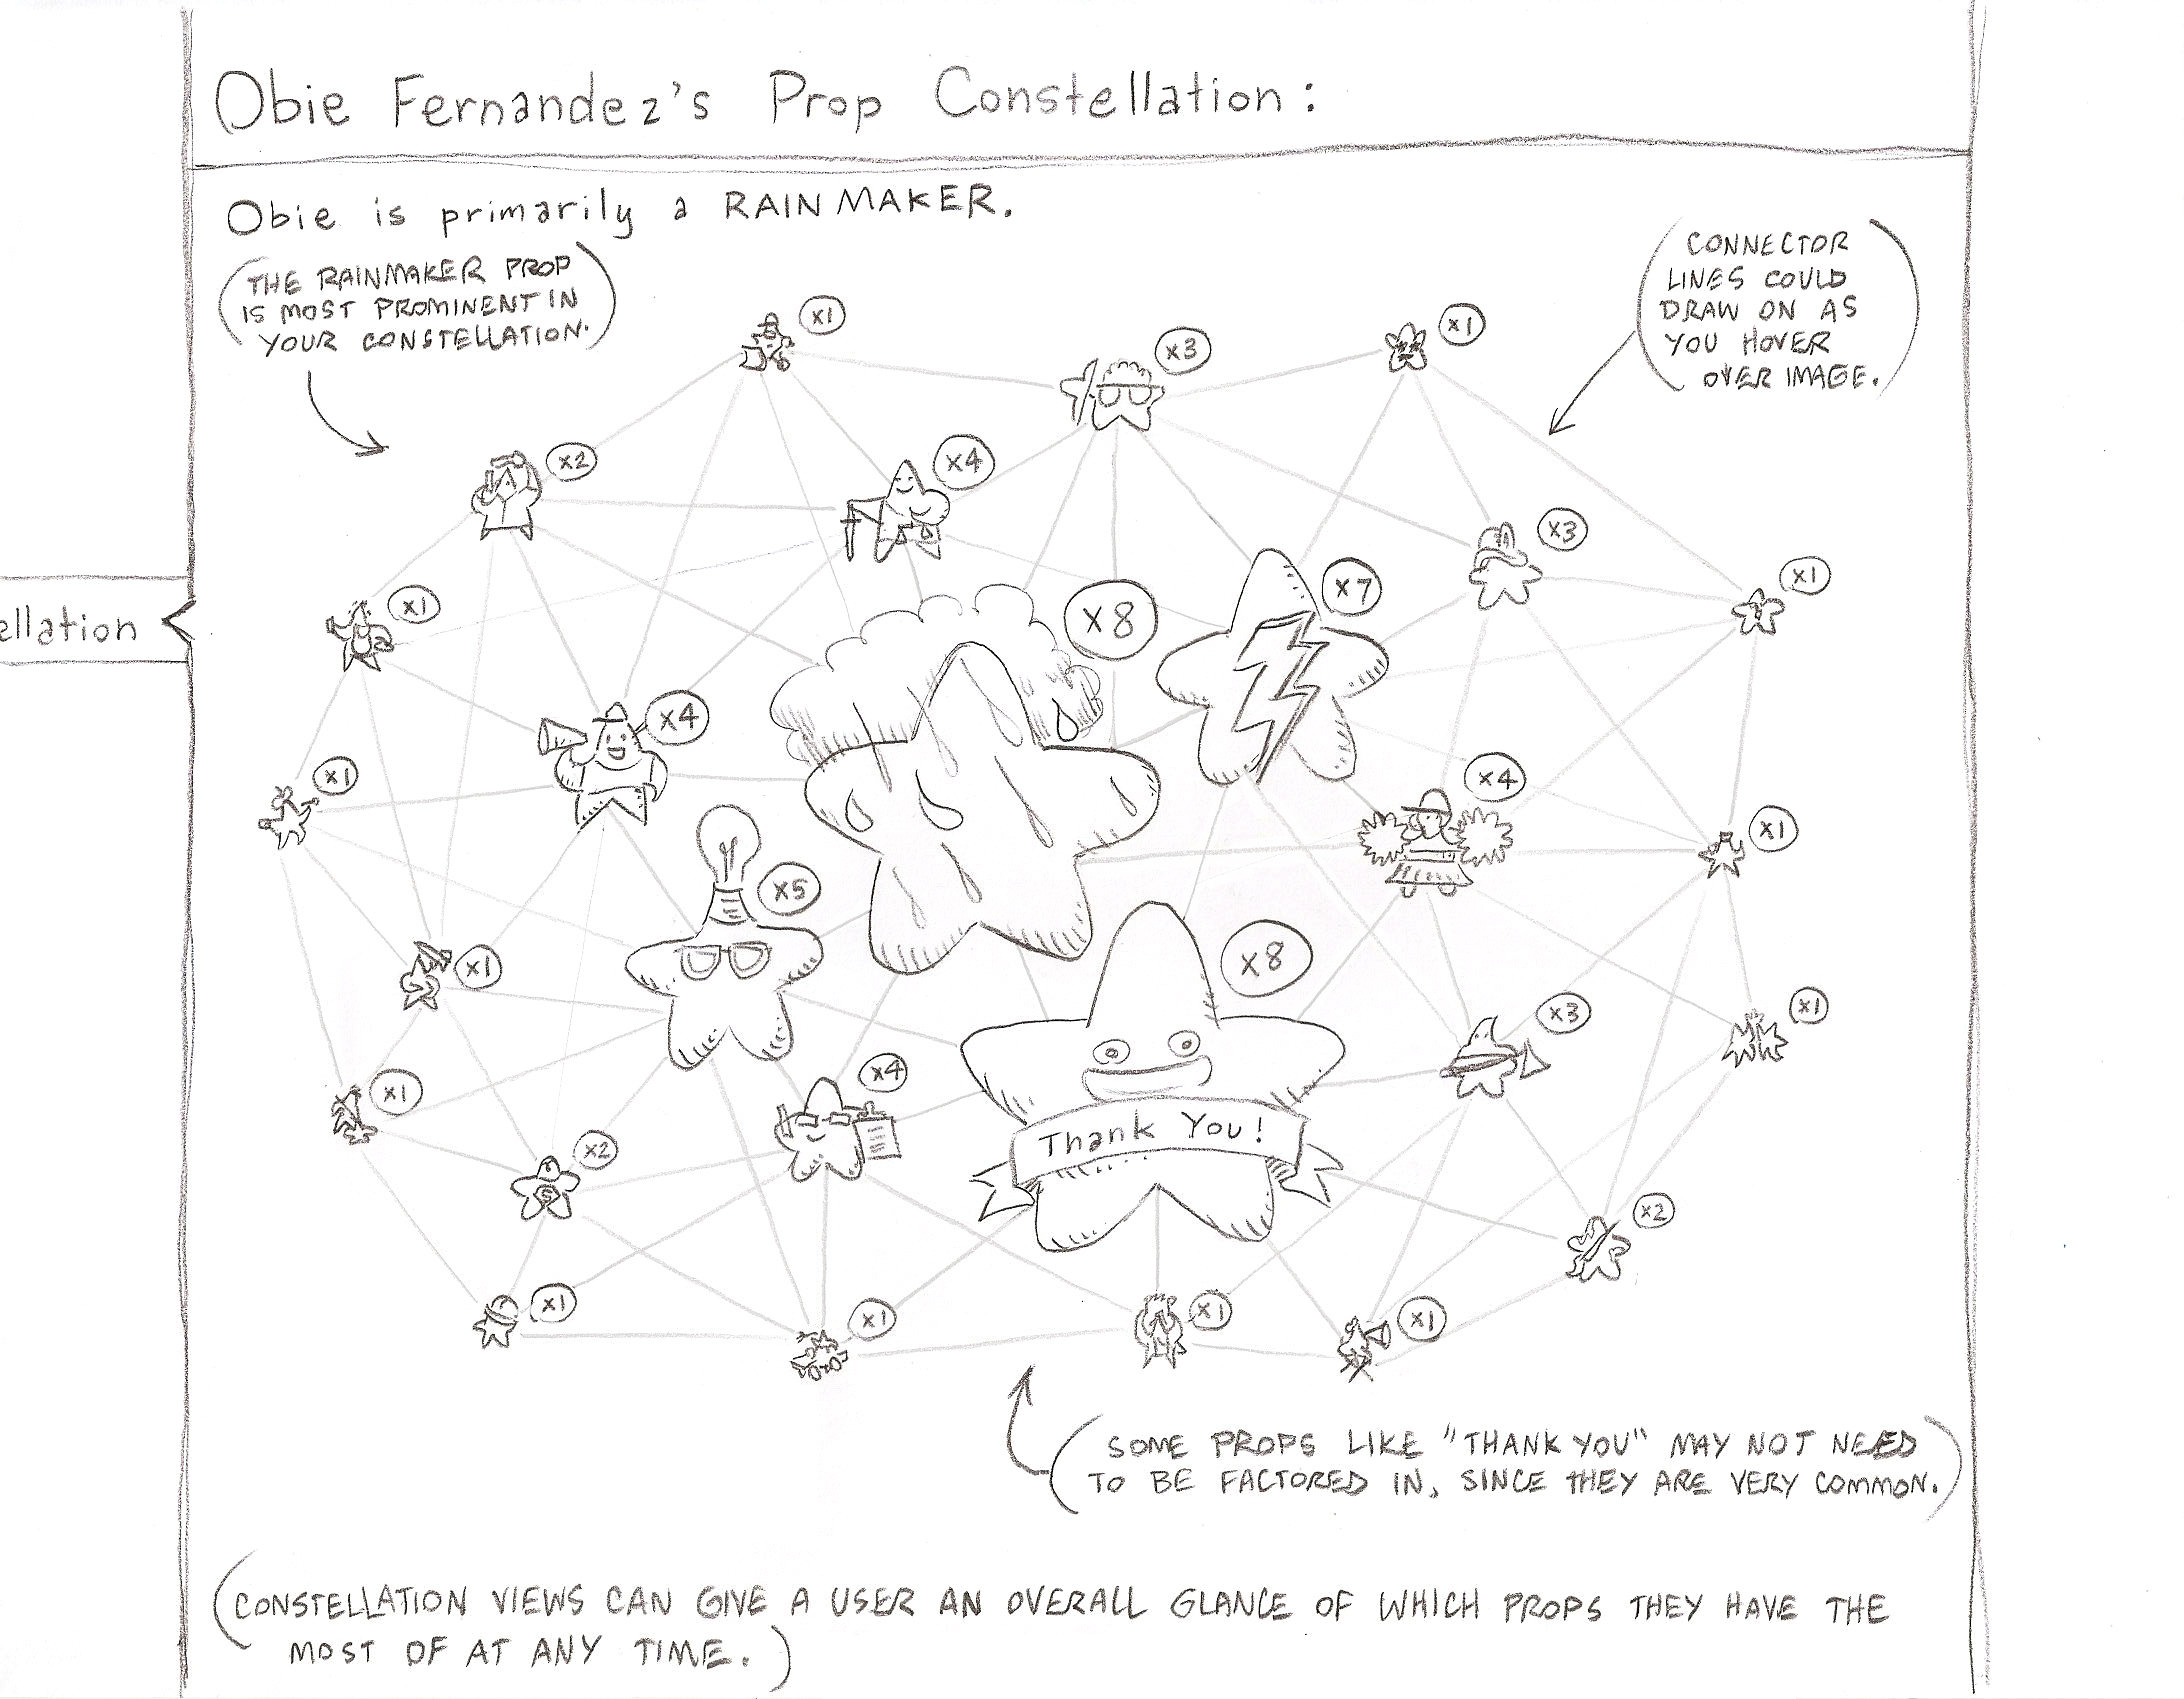 Obie Fernandez's Prop Constellation:
Obie is primarily a RAINMAKER.
(THE RAINMAKER PROP
IS MOST PROMINENT IN
YOUR CONSTELLATION.)
(CONNECTOR
LINES COULD
DRAW ON AS
YOU HOVER
OVER IMAGE.)
x1
x3
x1
x2
x4
x3
x1
x1
x8
x7
x4
x1
x4
x1
x5
x1
x8
x3
x1
x1
x4
x2
x2
x1
x1
x1
x1
ellation
Thank You!
(SOME PROPS LIKE "THANK YOU" MAY NOT NEED
TO BE FACTORED IN, SINCE THEY ARE VERY COMMON.)
(CONSTELLATION VIEWS CAN GIVE A USER AN OVERALL GLANCE OF WHICH PROPS THEY HAVE THE
MOST OF AT ANY TIME.)